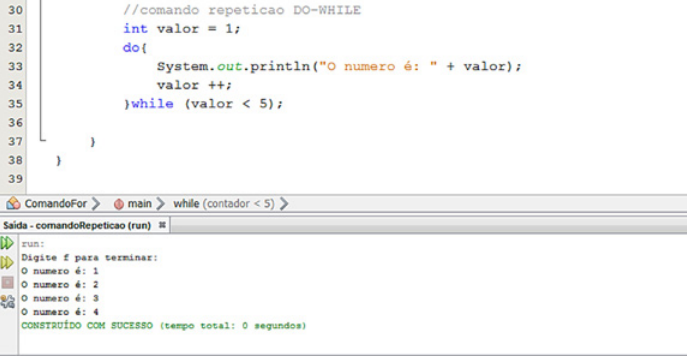 30 //comando repeticao DO-WHILE
31 int valor = 1;
32 do{
33 System.out.println("O numero é: " + valor);
34 valor ++;
35 }while (valor < 5);
36
37 }
38 }
39
ComandoFor main while (contador < 5)
Saída - comandoRepeticao (run)
run:
Digite f para terminar:
O numero é: 1
O numero é: 2
O numero é: 3
O numero é: 4
CONSTRUÍDO COM SUCESSO (tempo total: 0 segundos)